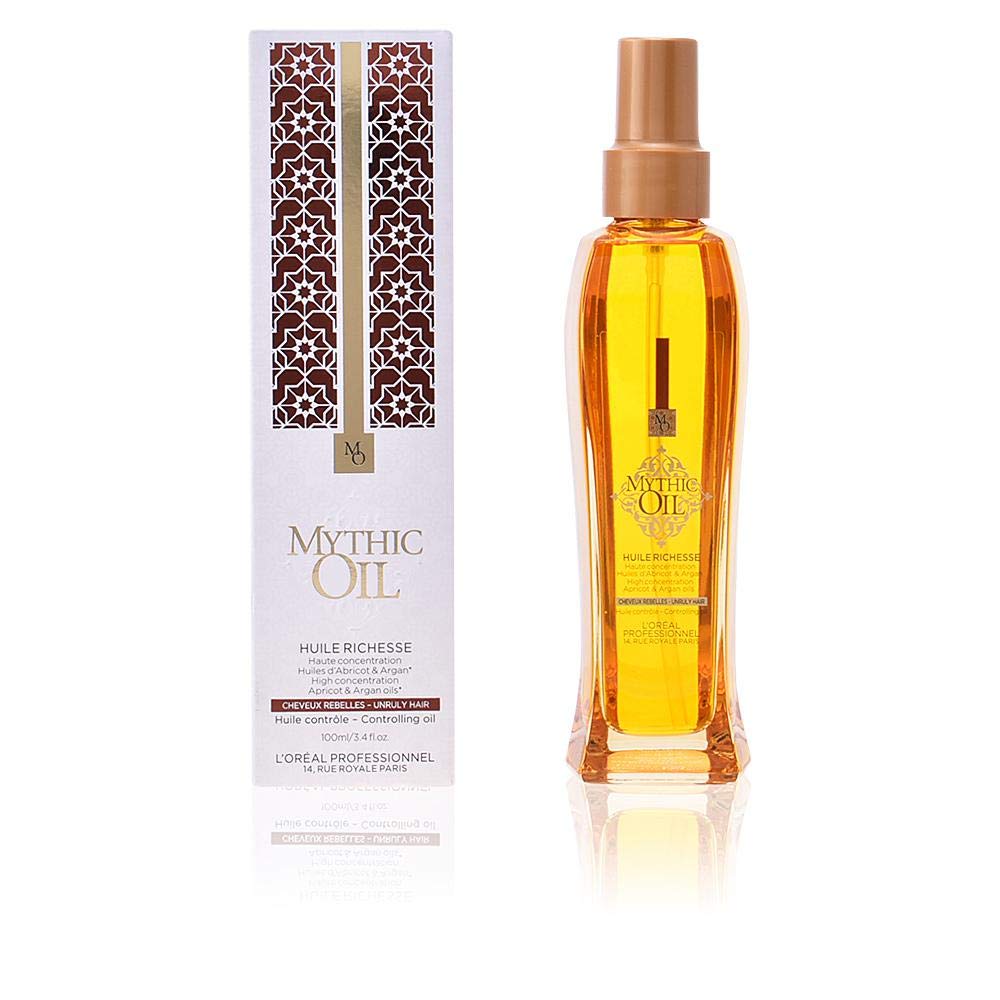 MO
MYTHIC
OIL
HUILE RICHESSE
Haute concentration
Huiles d'Abricot & Argan*
High concentration
Apricot & Argan oils*
CHEVEUX REBELLES - UNRULY HAIR
Huile contrôle - Controlling oil
100ml/3.4 fl.oz.
L'ORÉAL PROFESSIONNEL
14, RUE ROYALE PARIS
MO
MYTHIC
OIL
HUILE RICHESSE
Haute concentration
Huiles d'Abricot & Argan
High concentration
Apricot & Argan oils
CHEVEUX REBELLES - UNRULY HAIR
Huile contrôle - Controlling
L'ORÉAL
PROFESSIONNEL
14, RUE ROYALE PARIS